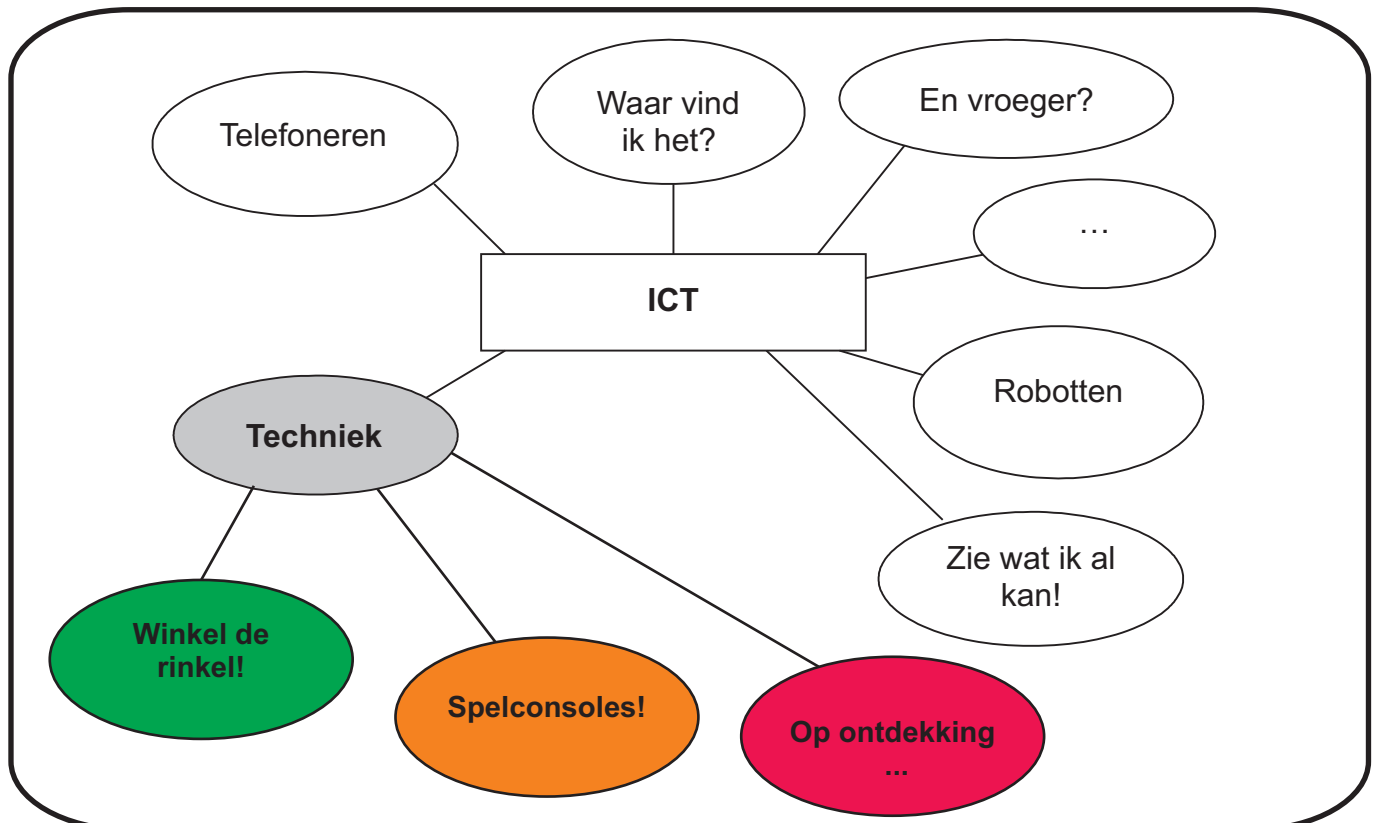 Telefoneren
Waar vind
ik het?
En vroeger?
…
ICT
Robotten
Techniek
Zie wat ik al
kan!
Winkel de
rinkel!
Spelconsoles!
Op ontdekking
...